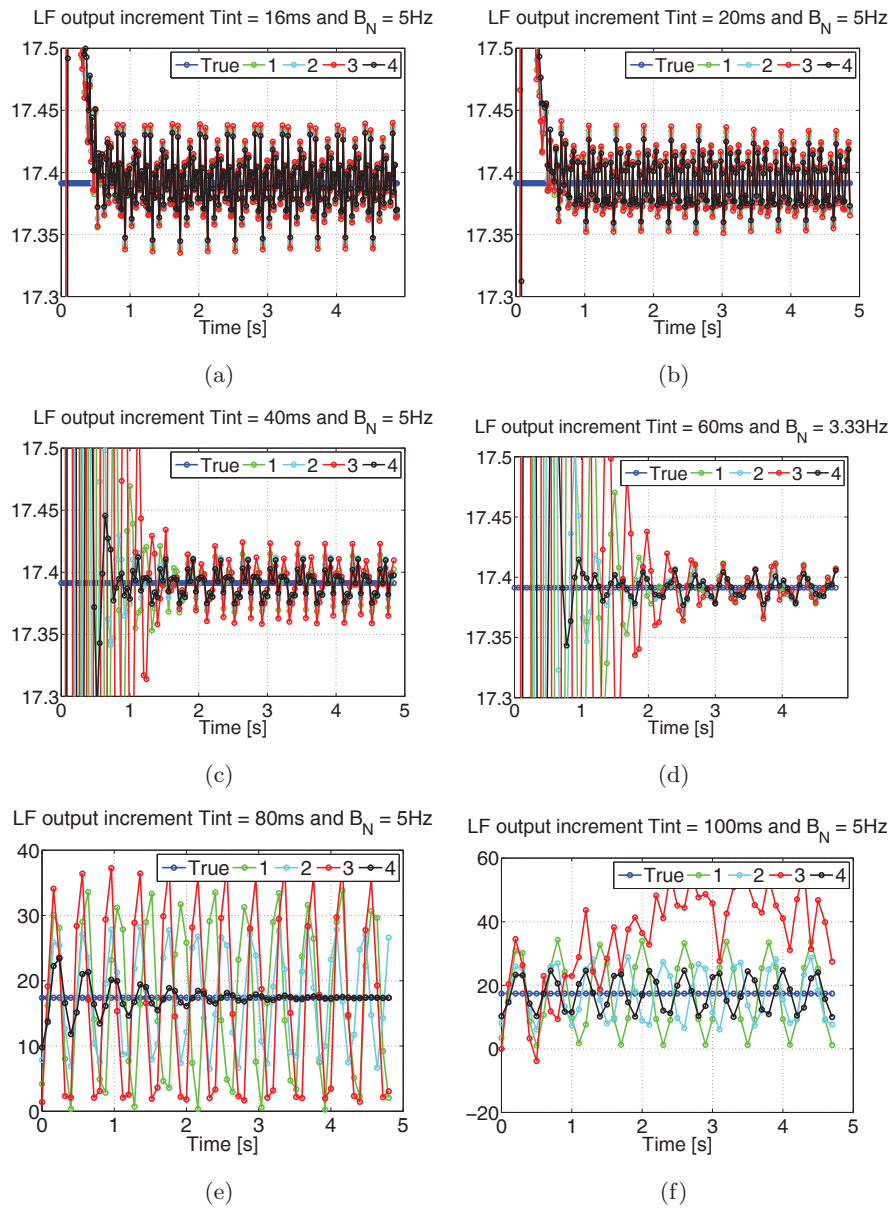 LF output increment Tint = 16ms and B_N = 5Hz
17.5
17.45
17.4
17.35
17.3
True 1 2 3 4
0 1 2 3 4
Time [s]
(a)
LF output increment Tint = 20ms and B_N = 5Hz
17.5
17.45
17.4
17.35
17.3
True 1 2 3 4
0 1 2 3 4 5
Time [s]
(b)
LF output increment Tint = 40ms and B_N = 5Hz
17.5
17.45
17.4
17.35
17.3
True 1 2 3 4
0 1 2 3 4 5
Time [s]
(c)
LF output increment Tint = 60ms and B_N = 3.33Hz
17.5
17.45
17.4
17.35
17.3
True 1 2 3 4
0 1 2 3 4
Time [s]
(d)
LF output increment Tint = 80ms and B_N = 5Hz
40
30
20
10
0
True 1 2 3 4
0 1 2 3 4 5
Time [s]
(e)
LF output increment Tint = 100ms and B_N = 5Hz
60
40
20
0
−20
True 1 2 3 4
0 1 2 3 4 5
Time [s]
(f)